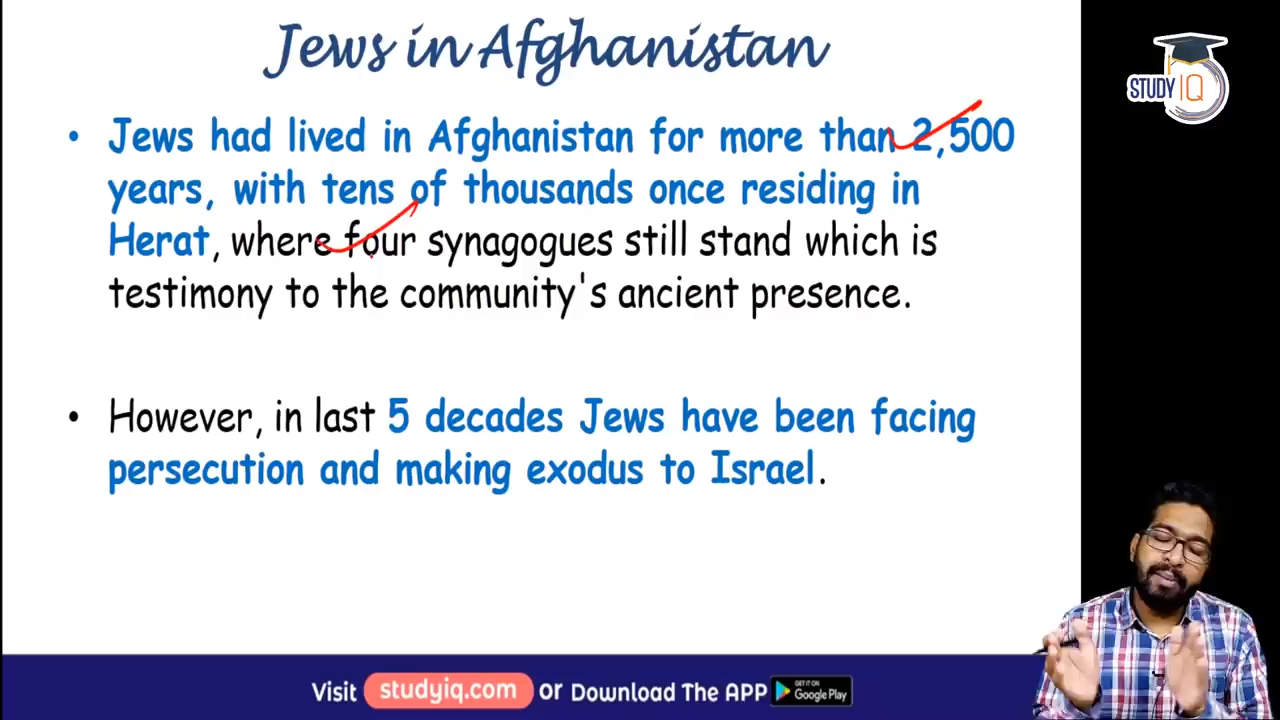 Jews in Afghanistan
STUDY IQ
• Jews had lived in Afghanistan for more than 2,500
years, with tens of thousands once residing in
Herat, where four synagogues still stand which is
testimony to the community's ancient presence.
• However, in last 5 decades Jews have been facing
persecution and making exodus to Israel.
Visit studyiq.com or Download The APP GET IT ON Google Play